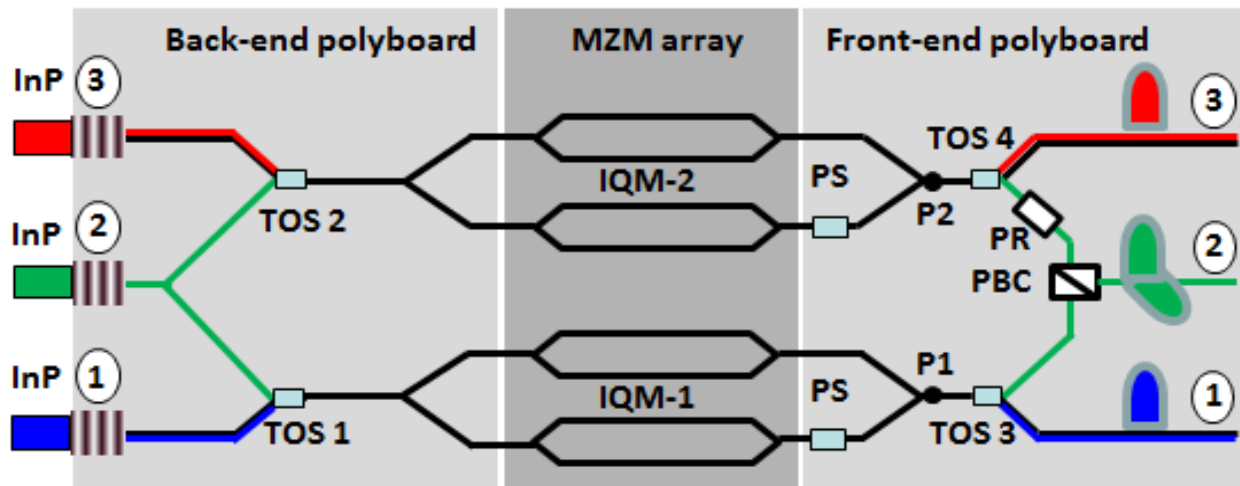 Back-end polyboard
MZM array
Front-end polyboard
InP
3
3
TOS 4
TOS 2
IQM-2
PS
P2
InP
2
PR
2
PBC
InP
1
P1
IQM-1
PS
1
TOS 1
TOS 3